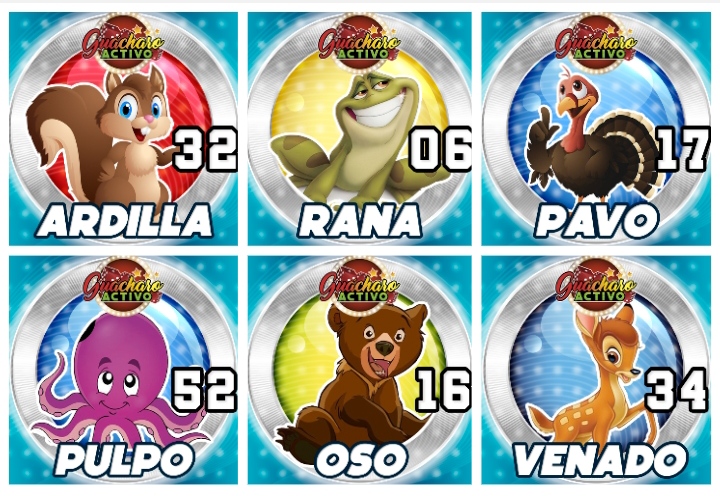 Guácharo
ACTIVO
32
ARDILLA
Guácharo
ACTIVO
06
RANA
Guácharo
ACTIVO
17
PAVO
Guácharo
ACTIVO
52
PULPO
Guácharo
ACTIVO
16
OSO
Guácharo
ACTIVO
34
VENADO